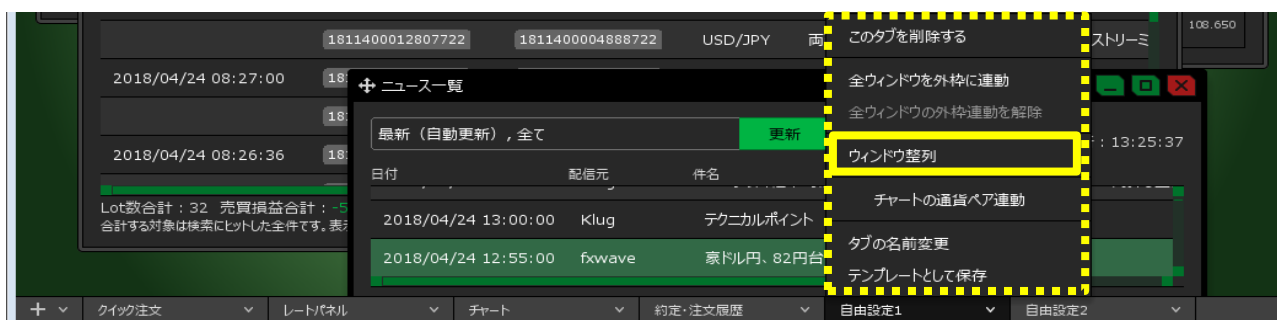 1811400012807722 1811400004888722 USD/JPY 両 ストリーミ
108.650
2018/04/24 08:27:00 18
18
2018/04/24 08:26:36 18
Lot数合計：32 売買損益合計：-5
合計する対象は検索にヒットした全件です。表
ニュース一覧
最新（自動更新）, 全て 更新
: 13:25:37
日付 配信元 件名
2018/04/24 13:00:00 Klug テクニカルポイント
2018/04/24 12:55:00 fxwave 豪ドル円、82円台
このタブを削除する
全ウィンドウを外枠に連動
全ウィンドウの外枠連動を解除
ウィンドウ整列
チャートの通貨ペア連動
タブの名前変更
テンプレートとして保存
クイック注文 レートパネル チャート 約定・注文履歴 自由設定1 自由設定2